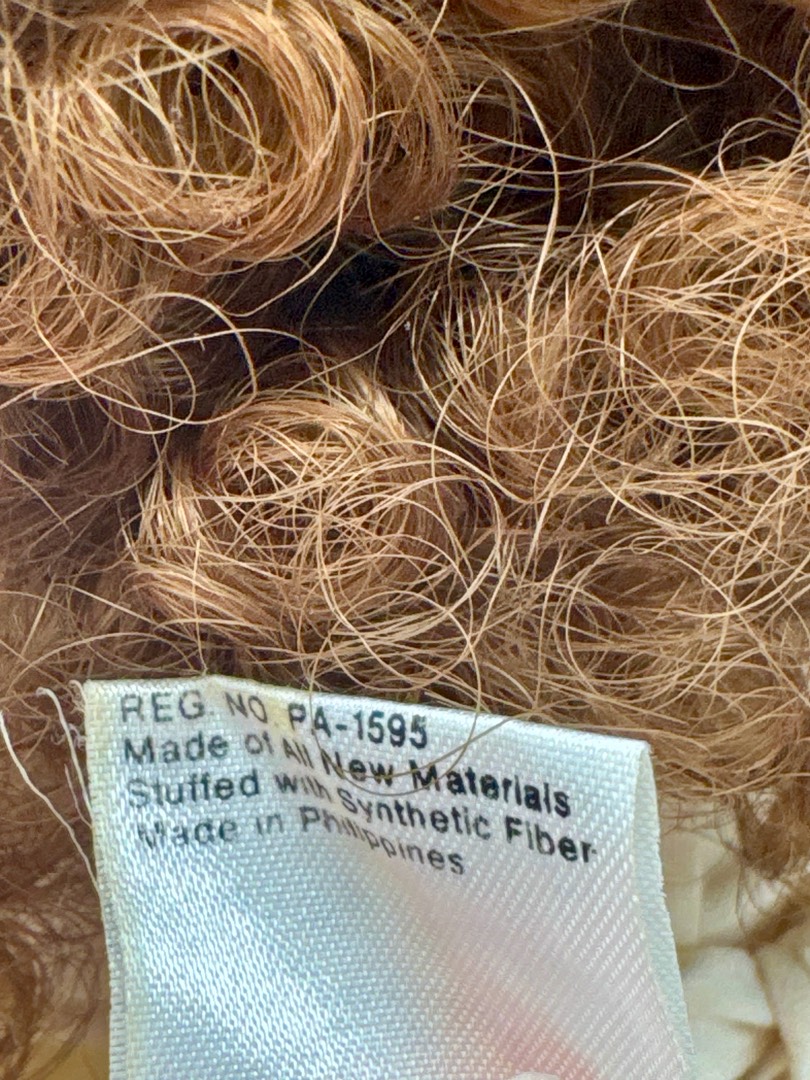 REG. NO. PA-1595
Made of All New Materials
Stuffed with Synthetic Fiber
Made in Philippines